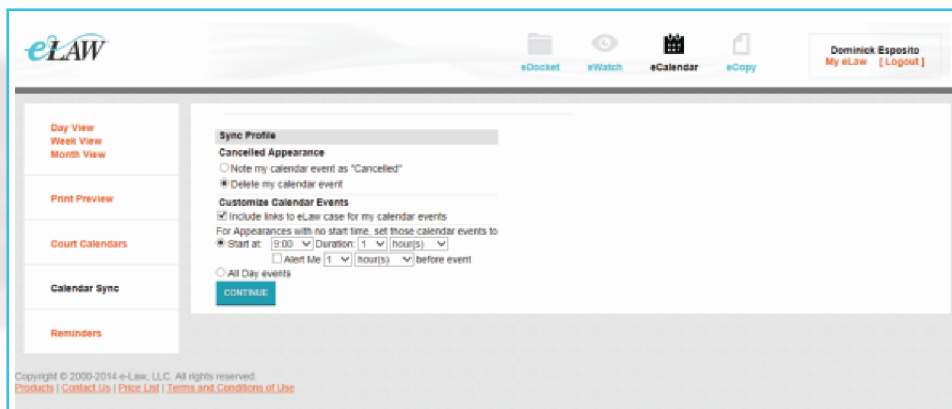 eLAW
eDocket eWatch eCalendar eCopy
Dominick Esposito
My eLaw [ Logout ]
Day View
Week View
Month View
Print Preview
Court Calendars
Calendar Sync
Reminders
Sync Profile
Cancelled Appearance
Note my calendar event as "Cancelled"
Delete my calendar event
Customize Calendar Events
Include links to eLaw case for my calendar events
For Appearances with no start time, set those calendar events to
Start at: 9:00 Duration: 1 hour(s)
Alert Me 1 hour(s) before event
All Day events
CONTINUE
Copyright © 2000-2014 e-Law, LLC. All rights reserved.
Products | Contact Us | Price List | Terms and Conditions of Use